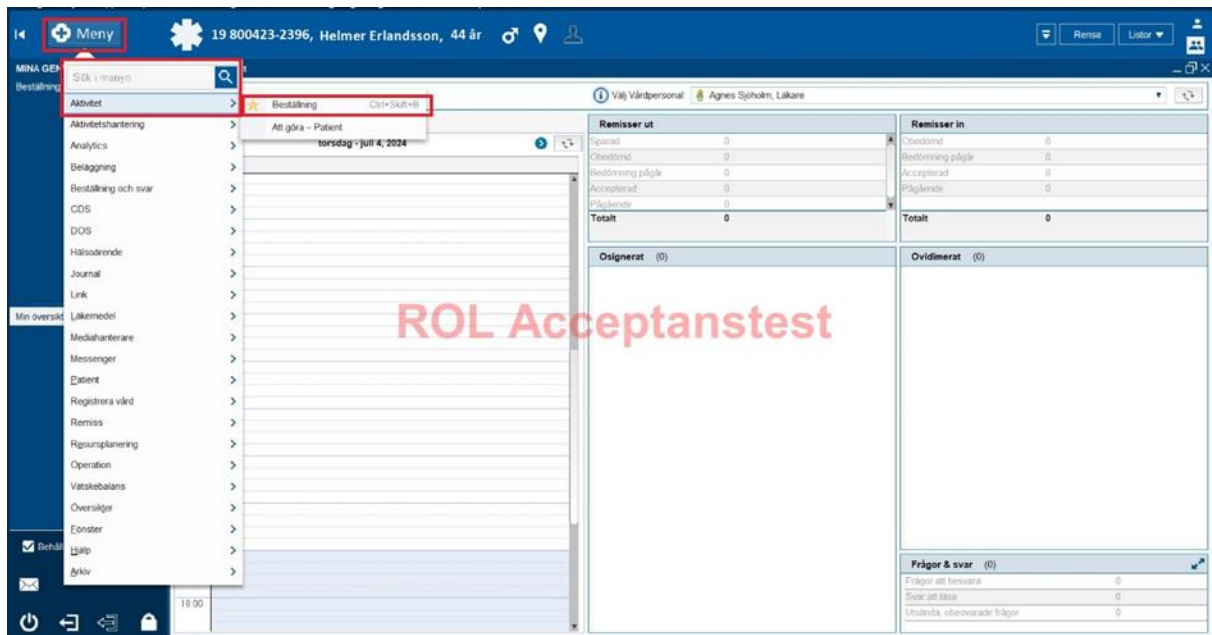 Meny
19 800423-2396, Helmer Erlandsson, 44 år
Rensa
Listor
MINA GEN
Beställning
Sök i menyn
Aktivitet
Beställning Ctrl+Skift+B
Att göra – Patient
Aktivitetshantering
Analytics
Beläggning
Beställning och svar
CDS
DOS
Hälsoärende
Journal
Link
Läkemedel
Mediahanterare
Messenger
Patient
Registrera vård
Remiss
Resursplanering
Operation
Vätskebalans
Översikter
Fönster
Hjälp
Arkiv
Min översikt
Behåll
torsdag - juli 4, 2024
18:00
Välj Vårdpersonal: Agnes Sjöholm, Läkare
Remisser ut
Sparad 0
Obedömd 0
Bedömning pågår 0
Accepterad 0
Pågående 0
Totalt 0
Remisser in
Obedömd 0
Bedömning pågår 0
Accepterad 0
Pågående 0
Totalt 0
Osignerat (0)
Ovidimerat (0)
ROL Acceptanstest
Frågor & svar (0)
Frågor att besvara 0
Svar att läsa 0
Utsända, obesvarade frågor 0